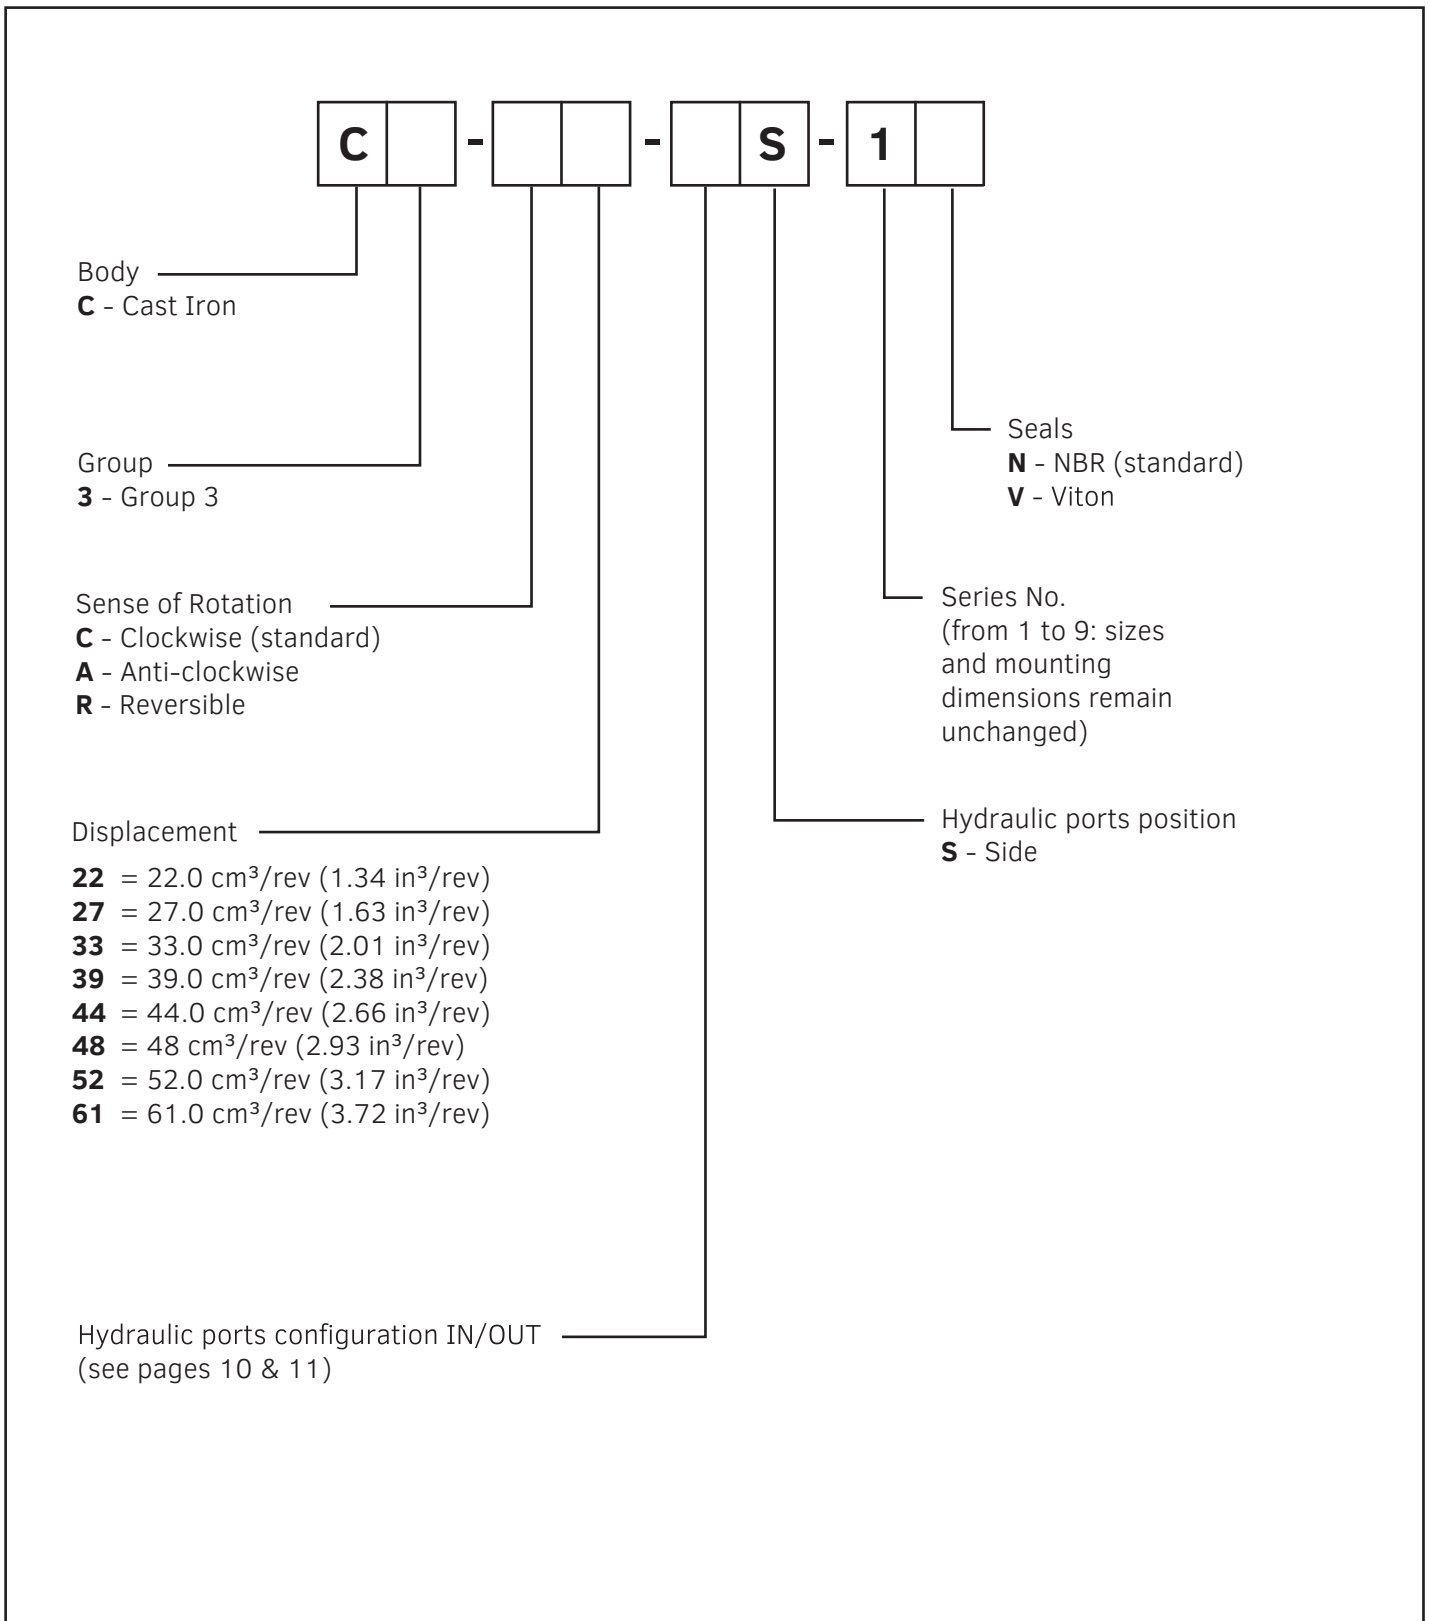 C - - S - 1
Body
C - Cast Iron
Group
3 - Group 3
Sense of Rotation
C - Clockwise (standard)
A - Anti-clockwise
R - Reversible
Displacement
22 = 22.0 cm³/rev (1.34 in³/rev)
27 = 27.0 cm³/rev (1.63 in³/rev)
33 = 33.0 cm³/rev (2.01 in³/rev)
39 = 39.0 cm³/rev (2.38 in³/rev)
44 = 44.0 cm³/rev (2.66 in³/rev)
48 = 48 cm³/rev (2.93 in³/rev)
52 = 52.0 cm³/rev (3.17 in³/rev)
61 = 61.0 cm³/rev (3.72 in³/rev)
Hydraulic ports configuration IN/OUT
(see pages 10 & 11)
Seals
N - NBR (standard)
V - Viton
Series No.
(from 1 to 9: sizes
and mounting
dimensions remain
unchanged)
Hydraulic ports position
S - Side